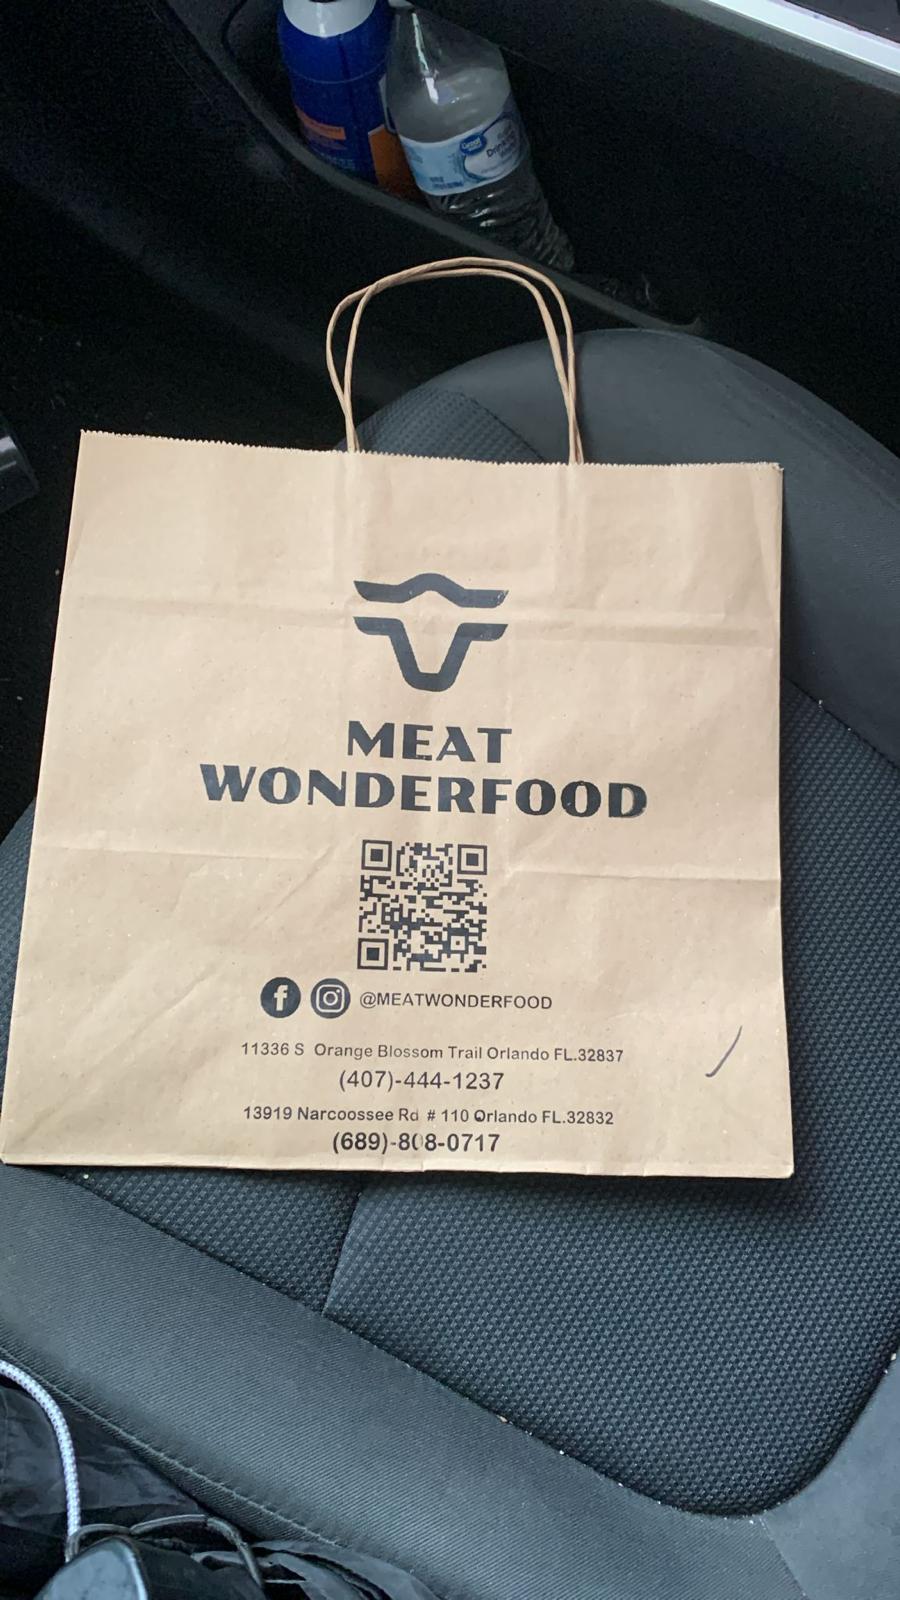 Great
MEAT
WONDERFOOD
f @MEATWONDERFOOD
11336 S Orange Blossom Trail Orlando FL.32837
(407)-444-1237
13919 Narcoossee Rd # 110 Orlando FL.32832
(689)-808-0717